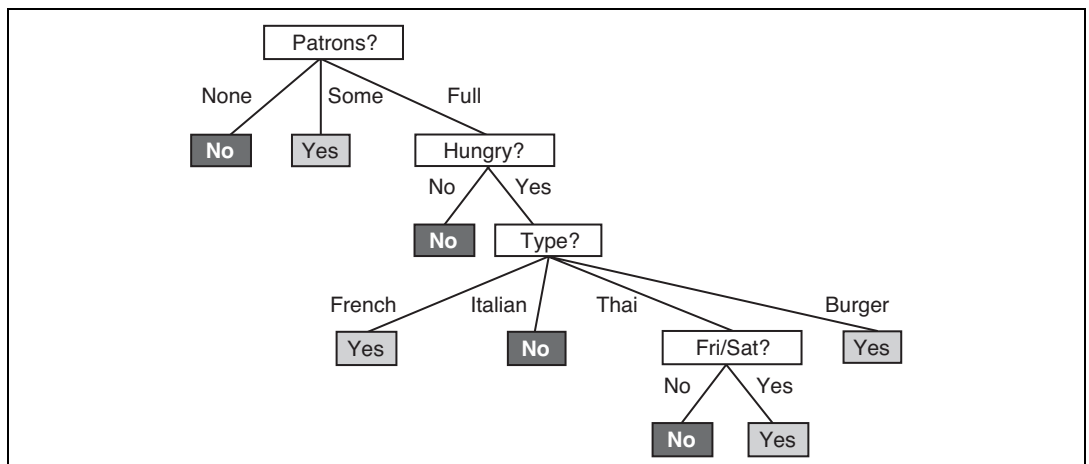 Patrons?
None Some Full
No Yes Hungry?
No Yes
No Type?
French Italian Thai Burger
Yes No Fri/Sat? Yes
No Yes
No Yes